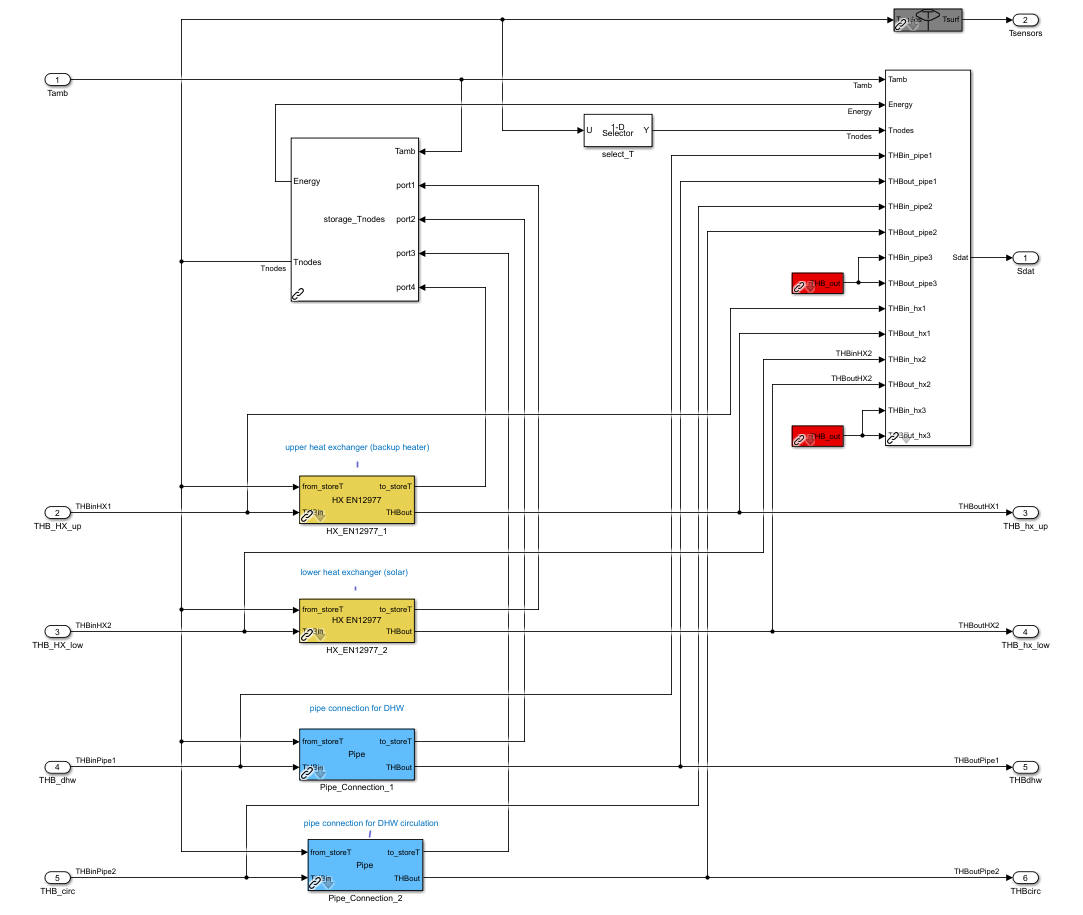 Tsurf
2
Tsensors
1
Tamb
Tamb
Tamb
Energy
Energy
1-D
U
Selector
Y
select_T
Tnodes
Tnodes
Tamb
THBin_pipe1
Energy
port1
THBout_pipe1
THBin_pipe2
storage_Tnodes
port2
THBout_pipe2
port3
THBin_pipe3
Sdat
1
Sdat
Tnodes
Tnodes
THB_out
THBout_pipe3
port4
THBin_hx1
THBout_hx1
THBinHX2
THBin_hx2
THBoutHX2
THBout_hx2
THBin_hx3
THB_out
THBout_hx3
upper heat exchanger (backup heater)
from_storeT
to_storeT
HX EN12977
2
THBinHX1
THBin
THBout
THBoutHX1
3
THB_HX_up
HX_EN12977_1
THB_hx_up
lower heat exchanger (solar)
from_storeT
to_storeT
HX EN12977
3
THBinHX2
THBin
THBout
THBoutHX2
4
THB_HX_low
HX_EN12977_2
THB_hx_low
pipe connection for DHW
from_storeT
to_storeT
Pipe
4
THBinPipe1
THBin
THBout
THBoutPipe1
5
THB_dhw
Pipe_Connection_1
THBdhw
pipe connection for DHW circulation
from_storeT
to_storeT
Pipe
5
THBinPipe2
THBin
THBout
THBoutPipe2
6
THB_circ
Pipe_Connection_2
THBcirc